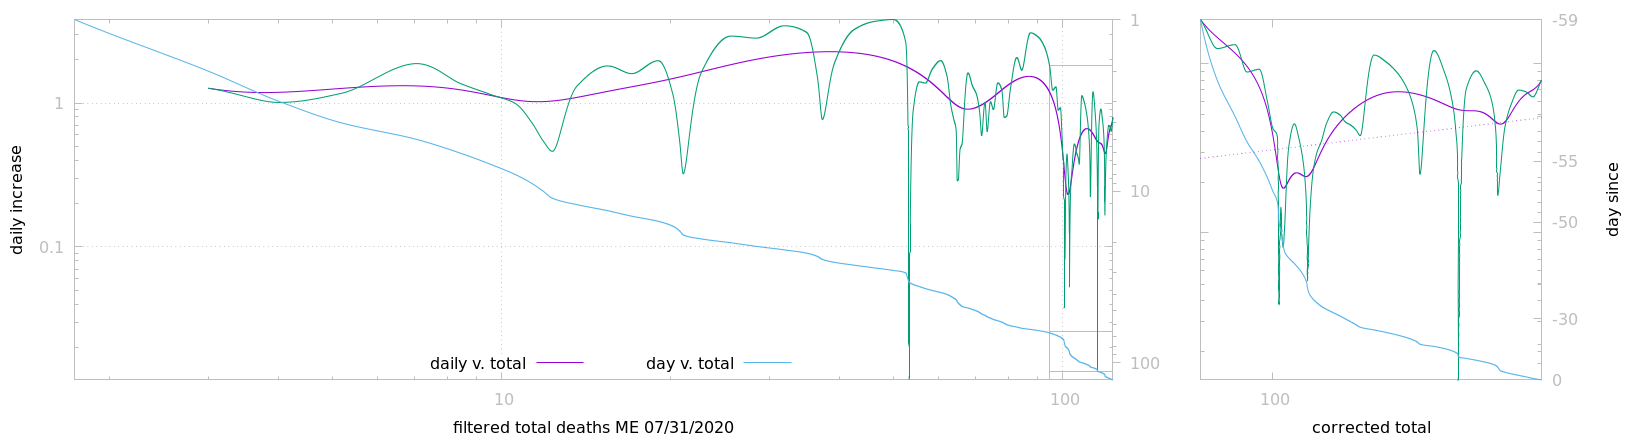 daily increase
1
0.1
10
100
filtered total deaths ME 07/31/2020
daily v. total
day v. total
1
10
100
100
corrected total
-59
-55
-50
-30
0
day since